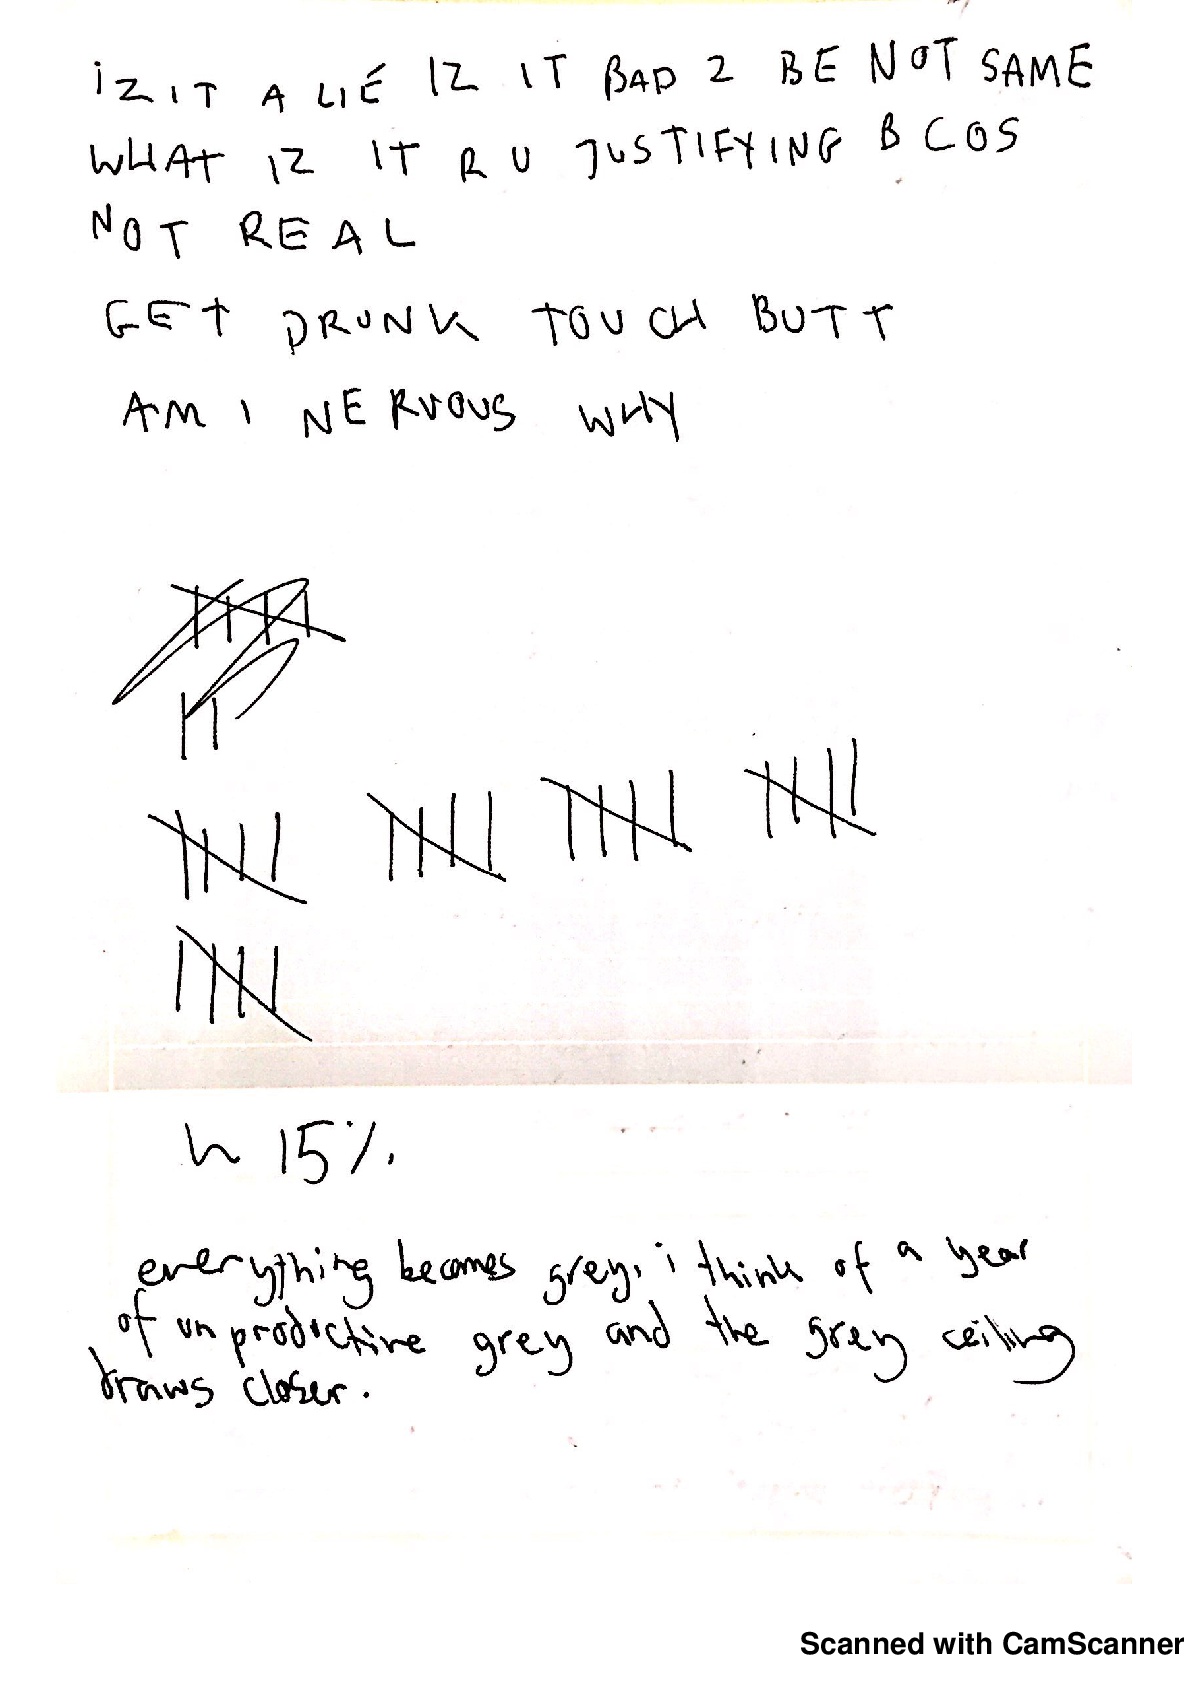 iZ IT A LIÉ IZ IT BAD 2 BE NOT SAME
WHAT IZ IT R U JUSTIFYING B COS
NOT REAL
GET DRUNK TOUCH BUTT
AM I NERVOUS WHY
h 15%.
everything becomes grey, i think of a year
of unproductive grey and the grey ceiling
draws closer.
Scanned with CamScanner